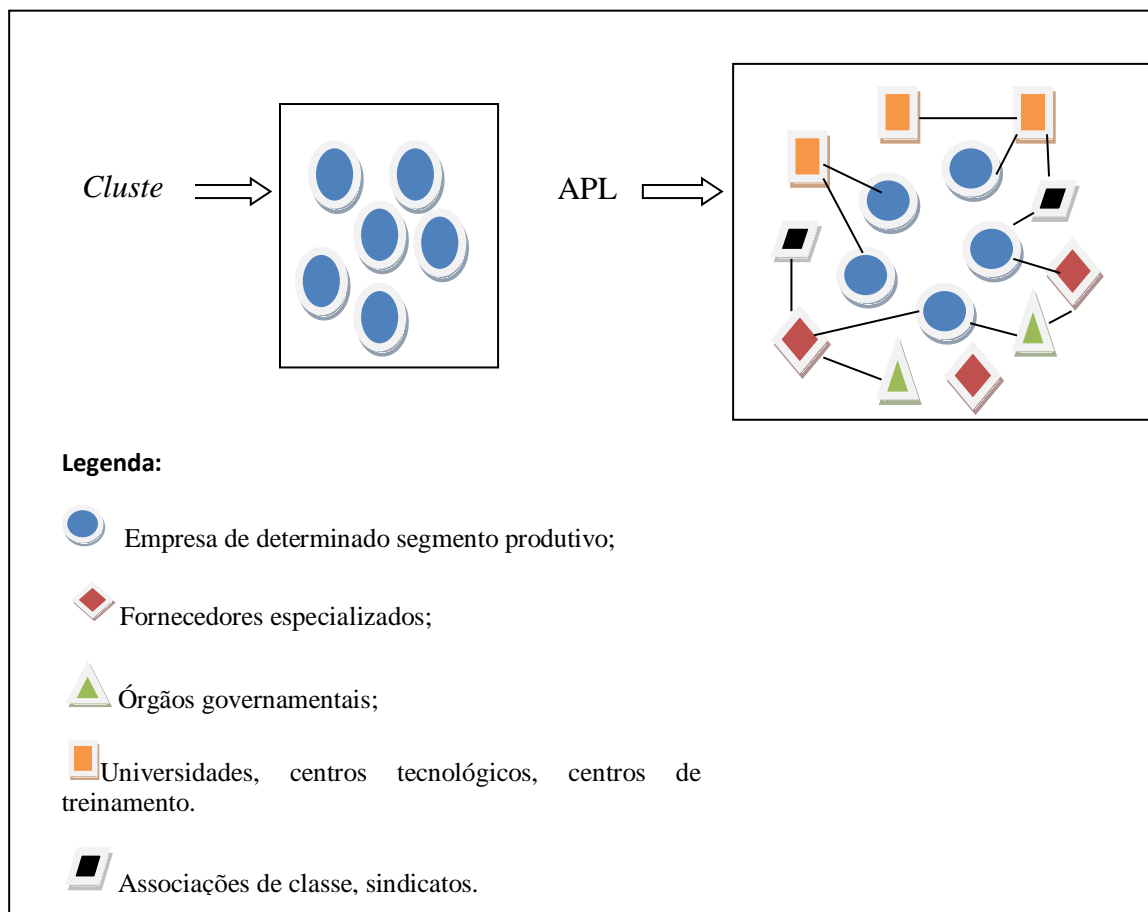 Cluste
APL
Legenda:
Empresa de determinado segmento produtivo;
Fornecedores especializados;
Órgãos governamentais;
Universidades, centros tecnológicos, centros de
treinamento.
Associações de classe, sindicatos.